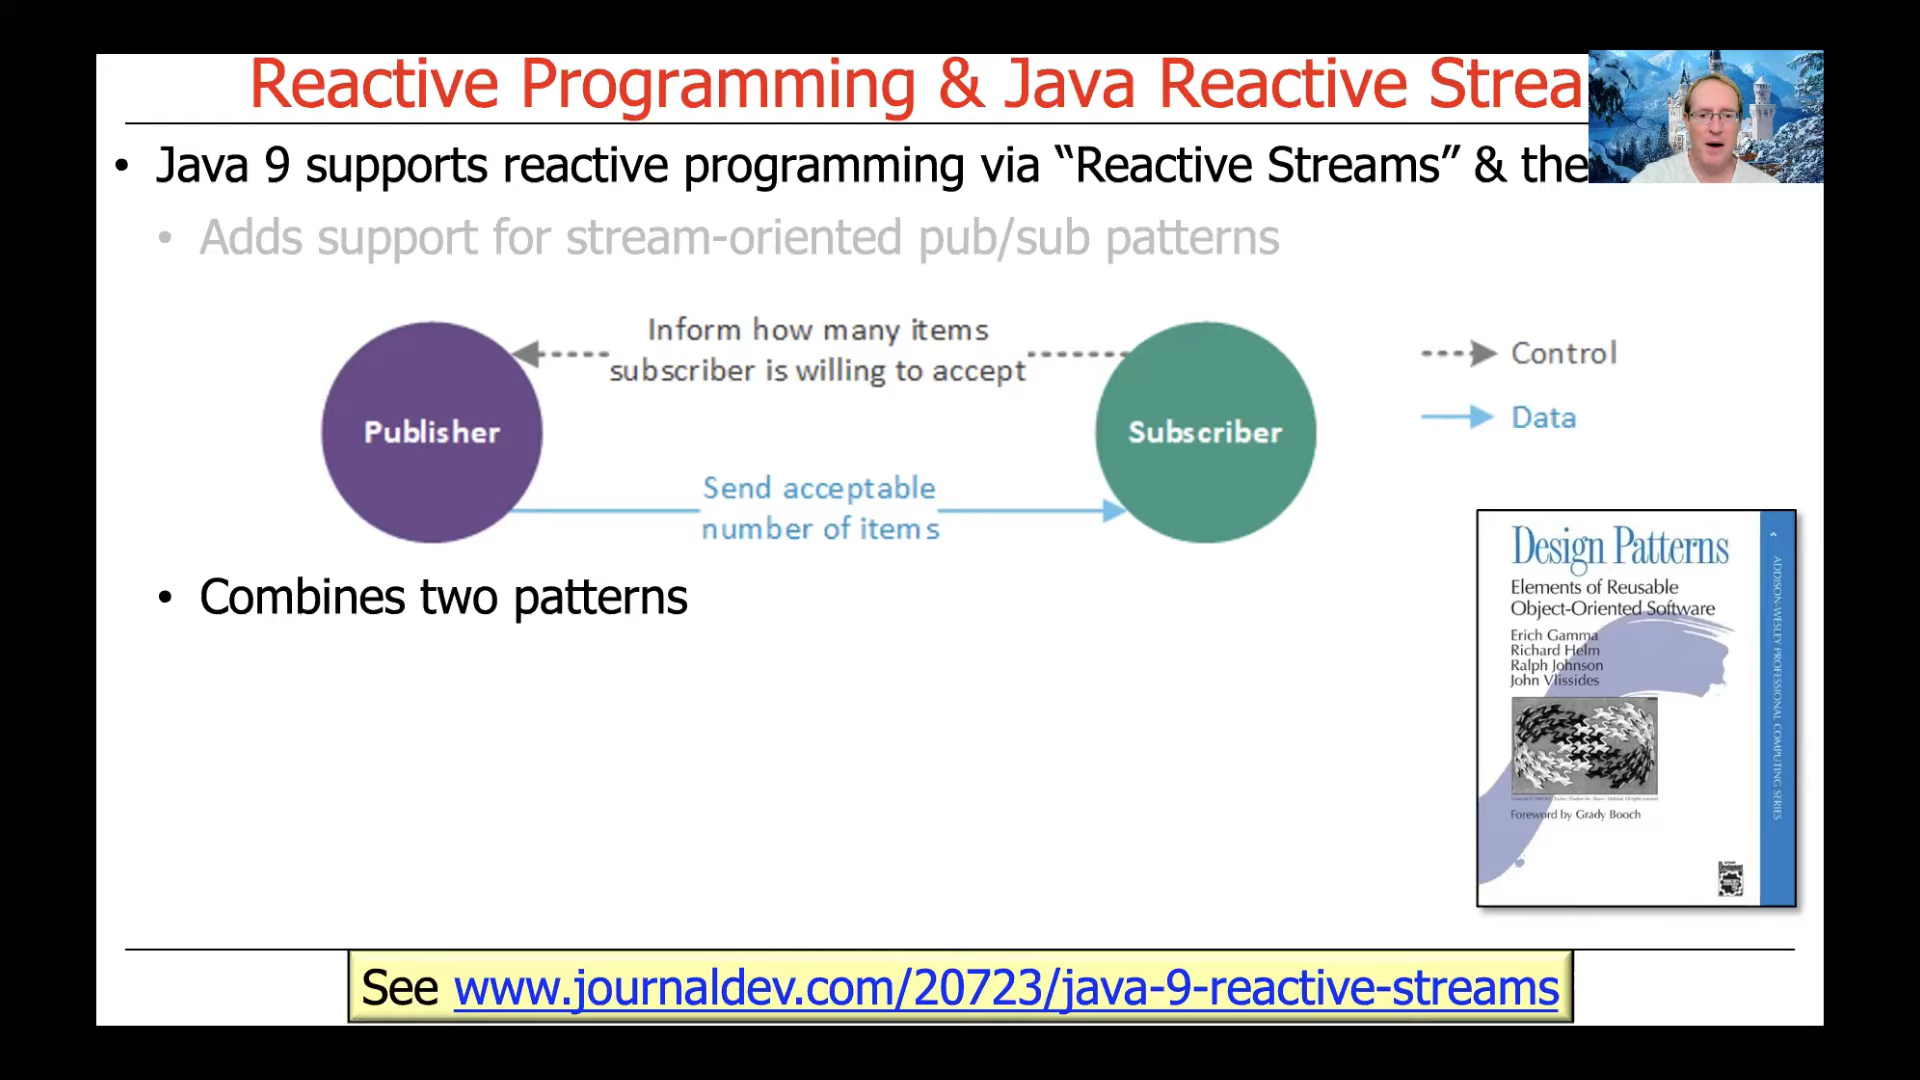 Reactive Programming & Java Reactive Strea
• Java 9 supports reactive programming via “Reactive Streams” & the
• Adds support for stream-oriented pub/sub patterns
Inform how many items
subscriber is willing to accept
Publisher
Subscriber
Control
Data
Send acceptable
number of items
• Combines two patterns
Design Patterns
Elements of Reusable
Object-Oriented Software
Erich Gamma
Richard Helm
Ralph Johnson
John Vlissides
Foreword by Grady Booch
ADDISON-WESLEY PROFESSIONAL COMPUTING SERIES
See www.journaldev.com/20723/java-9-reactive-streams